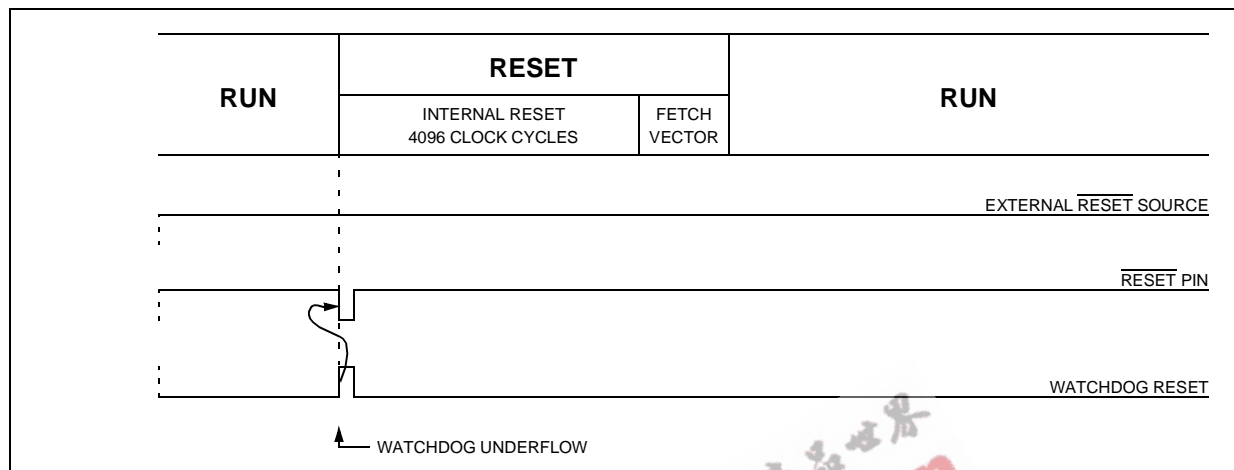 RUN
RESET
INTERNAL RESET
4096 CLOCK CYCLES
FETCH
VECTOR
RUN
EXTERNAL RESET SOURCE
RESET PIN
WATCHDOG RESET
WATCHDOG UNDERFLOW